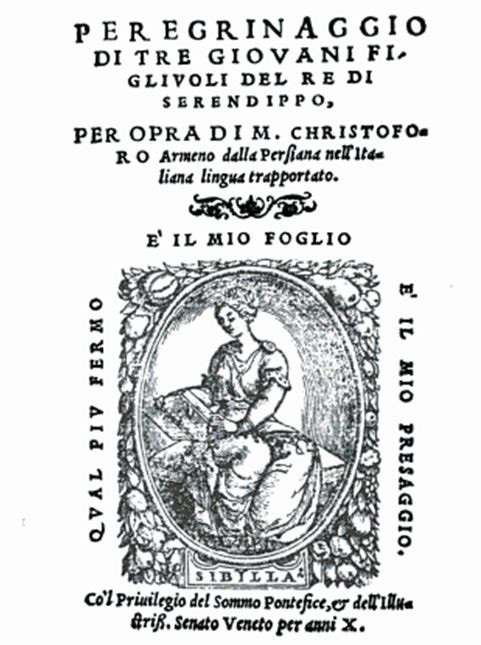 PEREGRINAGGIO
DI TRE GIOVANI FI-
GLIVOLI DEL RE DI
SERENDIPPO,
PER OPRA DI M. CHRISTOFO-
RO Armeno dalla Persiana nell'Ita-
liana lingua trapportato.
E' IL MIO FOGLIO
QVAL PIV FERMO
E' IL MIO PRESAGGIO.
SIBYLLA
Co'l Priuilegio del Sommo Pontefice, & dell'Illu-
striß. Senato Veneto per anni X.